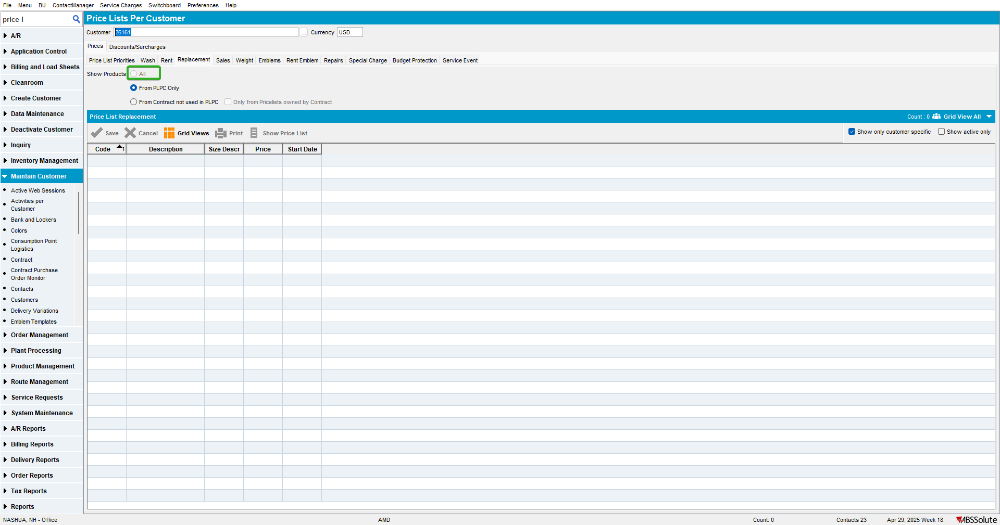 File Menu BU ContactManager Service Charges Switchboard Preferences Help
price l
A/R
Application Control
Billing and Load Sheets
Cleanroom
Create Customer
Data Maintenance
Deactivate Customer
Inquiry
Inventory Management
Maintain Customer
Active Web Sessions
Activities per
Customer
Bank and Lockers
Colors
Consumption Point
Logistics
Contract
Contract Purchase
Order Monitor
Contacts
Customers
Delivery Variations
Emblem Templates
Order Management
Plant Processing
Product Management
Route Management
Service Requests
System Maintenance
A/R Reports
Billing Reports
Delivery Reports
Order Reports
Tax Reports
Reports
Price Lists Per Customer
Customer 26161 ... Currency USD
Prices Discounts/Surcharges
Price List Priorities Wash Rent Replacement Sales Weight Emblems Rent Emblem Repairs Special Charge Budget Protection Service Event
Show Products All
From PLPC Only
From Contract not used in PLPC Only from Pricelists owned by Contract
Price List Replacement Count : 0 Grid View All
Save Cancel Grid Views Print Show Price List Show only customer specific Show active only
Code 1 Description Size Descr Price Start Date
NASHUA, NH - Office AMD Count: 0 Contacts 23 Apr 29, 2025 Week 18 ABSSolute